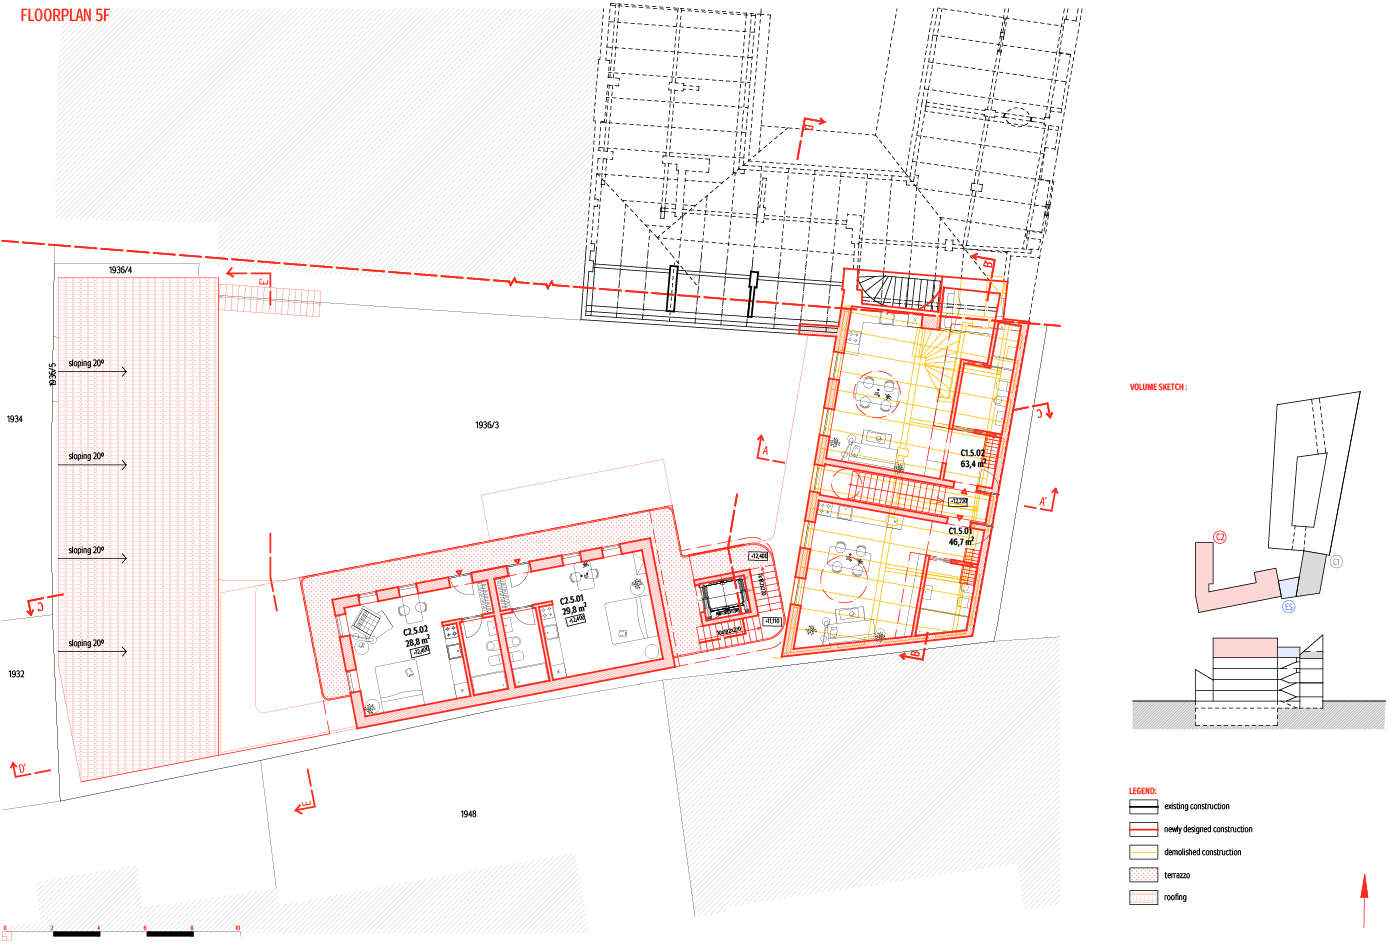 FLOORPLAN 5F
D
B'
1936/4
E
sloping 20º
1936/5
VOLUME SKETCH :
C
1934
1936/3
A
C1.5.02
63,4 m²
A'
+12,230
C1.5.01
46,7 m²
C2
C1
sloping 20º
+12,400
sloping 20º
C
C2.5.01
29,8 m²
+12,400
ES
C2.5.02
28,8 m²
+12,400
+11,110
sloping 20º
B
1932
D'
E
LEGEND:
existing construction
1948
newly designed construction
demolished construction
terrazzo
roofing
0 2 4 6 8 10